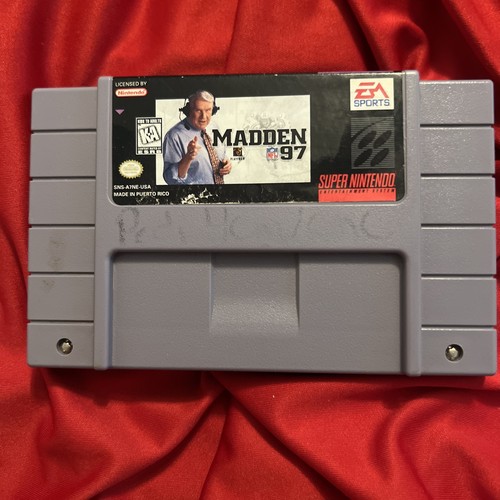 LICENSED BY
Nintendo
KIDS TO ADULTS
KA
SNS-A7NE-USA
MADE IN PUERTO RICO
MADDEN
NFL
97
EA
SPORTS
SUPER NINTENDO
ENTERTAINMENT SYSTEM